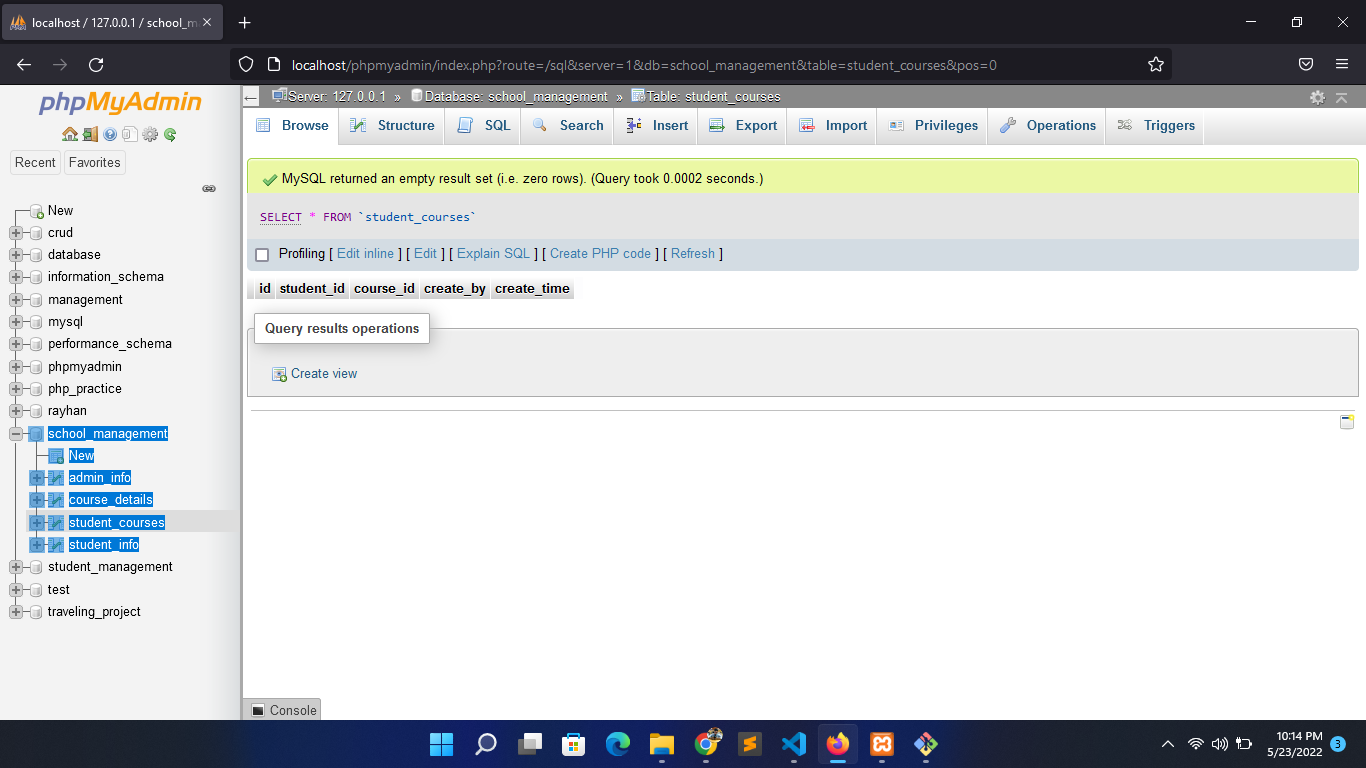 localhost / 127.0.0.1 / school_m
localhost/phpmyadmin/index.php?route=/sql&server=1&db=school_management&table=student_courses&pos=0
phpMyAdmin
Recent Favorites
New
crud
database
information_schema
management
mysql
performance_schema
phpmyadmin
php_practice
rayhan
school_management
New
admin_info
course_details
student_courses
student_info
student_management
test
traveling_project
Server: 127.0.0.1 » Database: school_management » Table: student_courses
Browse Structure SQL Search Insert Export Import Privileges Operations Triggers
MySQL returned an empty result set (i.e. zero rows). (Query took 0.0002 seconds.)
SELECT * FROM `student_courses`
Profiling [ Edit inline ] [ Edit ] [ Explain SQL ] [ Create PHP code ] [ Refresh ]
id student_id course_id create_by create_time
Query results operations
Create view
Console
10:14 PM
5/23/2022
3